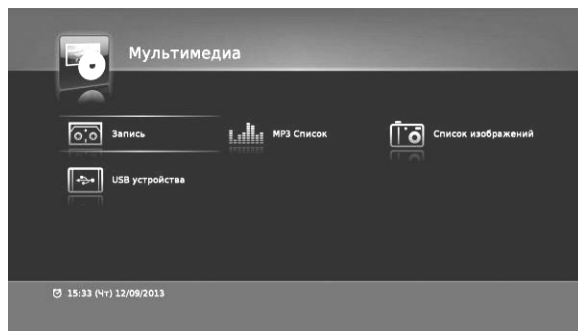 Мультимедиа
Запись
MP3 Список
Список изображений
USB устройства
15:33 (Чт) 12/09/2013